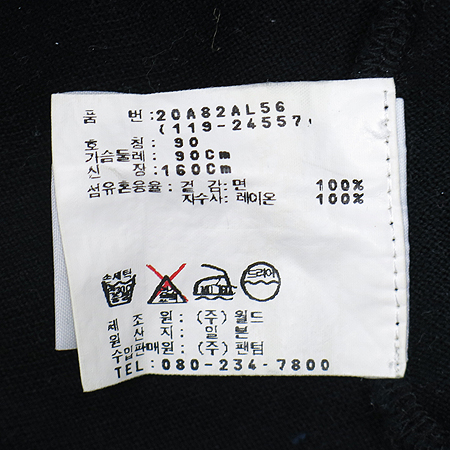 품 번:20A82AL56
(119-24557)
호 칭: 90
가슴둘레: 90Cm
신 장:160Cm
섬유혼용율: 겉 감: 면 100%
자수사: 레이온 100%
손세탁
드라이
제 조 원: (주) 월드
원 산 지: 일 본
수입판매원: (주) 팬텀
TEL:080-234-7800